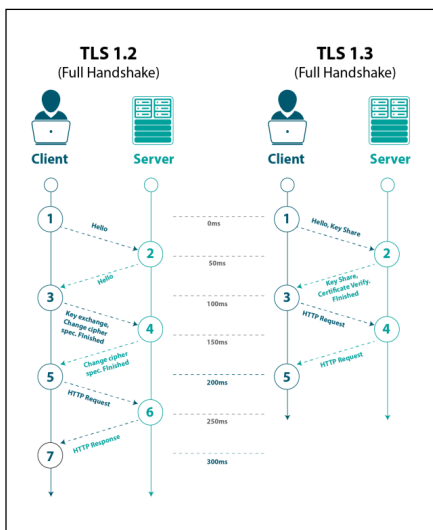 TLS 1.2
(Full Handshake)
TLS 1.3
(Full Handshake)
Client
Server
Client
Server
1
Hello
0ms
1
Hello, Key Share
2
50ms
2
Hello
Key Share,
Certificate Verify.
Finished
3
100ms
3
Key exchange,
Change cipher
spec. Finished
HTTP Request
4
150ms
4
Change cipher
spec. Finished
HTTP Request
5
200ms
5
HTTP Request
6
250ms
HTTP Response
7
300ms